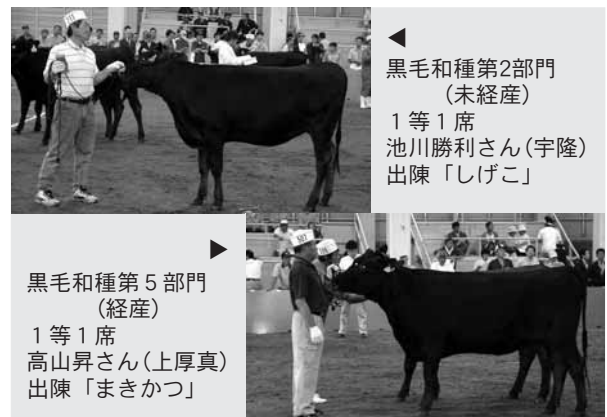 ◀
黒毛和種第2部門
(未経産)
1等1席
池川勝利さん(宇隆)
出陳「しげこ」
▶
黒毛和種第5部門
(経産)
1等1席
高山昇さん(上厚真)
出陳「まきかつ」